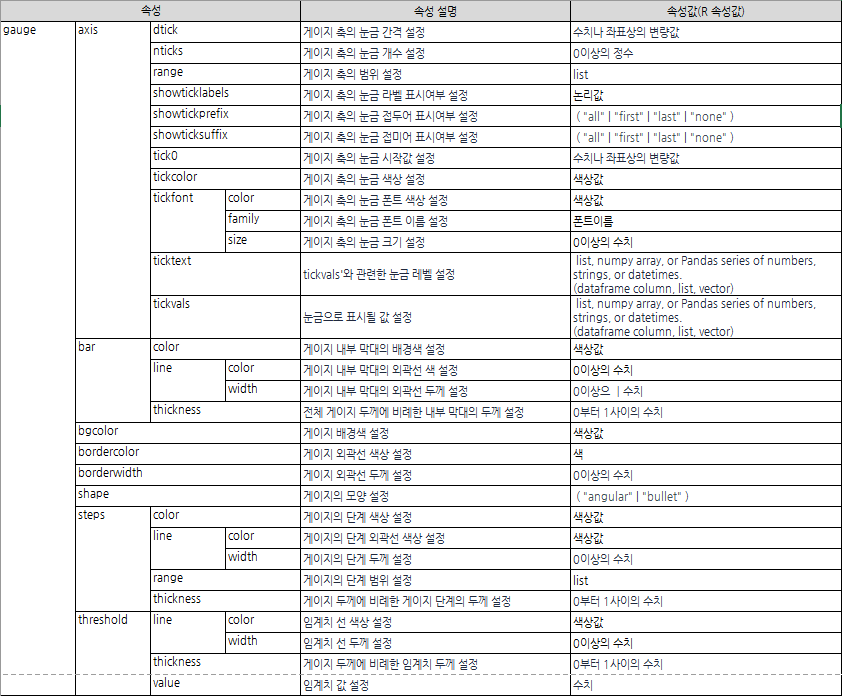 속성 속성 설명 속성값(R 속성값)
gauge axis dtick 게이지 축의 눈금 간격 설정 수치나 좌표상의 변량값
nticks 게이지 축의 눈금 개수 설정 0이상의 정수
range 게이지 축의 범위 설정 list
showticklabels 게이지 축의 눈금 라벨 표시여부 설정 논리값
showtickprefix 게이지 축의 눈금 접두어 표시여부 설정 ( "all" | "first" | "last" | "none" )
showticksuffix 게이지 축의 눈금 접미어 표시여부 설정 ( "all" | "first" | "last" | "none" )
tick0 게이지 축의 눈금 시작값 설정 수치나 좌표상의 변량값
tickcolor 게이지 축의 눈금 색상 설정 색상값
tickfont color 게이지 축의 눈금 폰트 색상 설정 색상값
family 게이지 축의 눈금 폰트 이름 설정 폰트이름
size 게이지 축의 눈금 크기 설정 0이상의 수치
ticktext tickvals'와 관련한 눈금 레벨 설정 list, numpy array, or Pandas series of numbers,
strings, or datetimes.
(dataframe column, list, vector)
tickvals 눈금으로 표시될 값 설정 list, numpy array, or Pandas series of numbers,
strings, or datetimes.
(dataframe column, list, vector)
bar color 게이지 내부 막대의 배경색 설정 색상값
line color 게이지 내부 막대의 외곽선 색 설정 0이상의 수치
width 게이지 내부 막대의 외곽선 두께 설정 0이상으ㅣ수치
thickness 전체 게이지 두께에 비례한 내부 막대의 두께 설정 0부터 1사이의 수치
bgcolor 게이지 배경색 설정 색상값
bordercolor 게이지 외곽선 색상 설정 색
borderwidth 게이지 외곽선 두께 설정 0이상의 수치
shape 게이지의 모양 설정 ( "angular" | "bullet" )
steps color 게이지의 단계 색상 설정 색상값
line color 게이지의 단계 외곽선 색상 설정 색상값
width 게이지의 단게 두께 설정 0이상의 수치
range 게이지의 단계 범위 설정 list
thickness 게이지 두께에 비례한 게이지 단계의 두께 설정 0부터 1사이의 수치
threshold line color 임계치 선 색상 설정 색상값
width 임계치 선 두께 설정 0이상의 수치
thickness 게이지 두께에 비례한 임계치 두께 설정 0부터 1사이의 수치
value 임계치 값 설정 수치